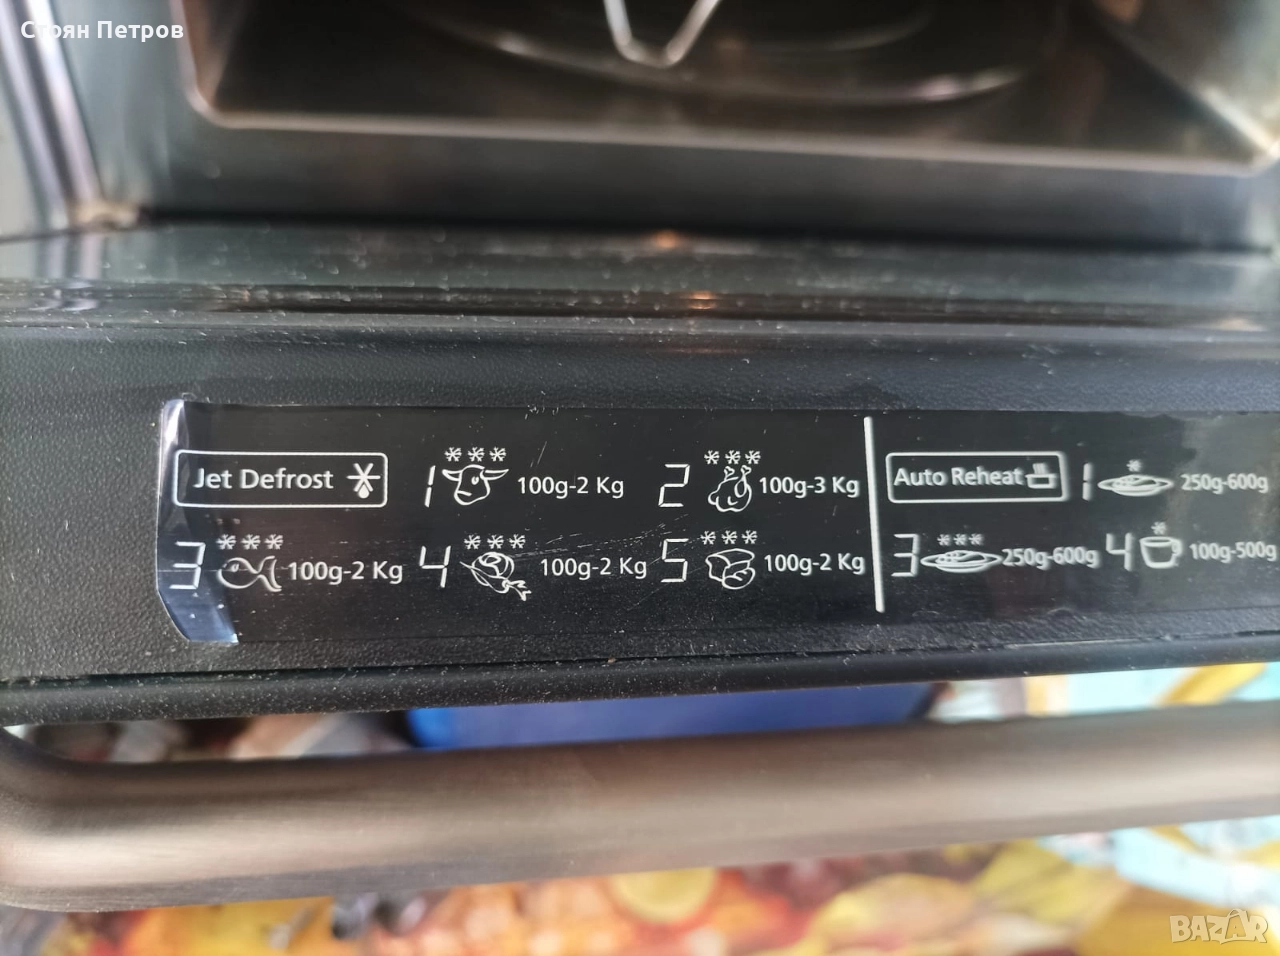 Стоян Петров
Jet Defrost 1 100g-2 Kg 2 100g-3 Kg Auto Reheat 1 250g-600g
3 100g-2 Kg 4 100g-2 Kg 5 100g-2 Kg 3 250g-600g 4 100g-500g
BAZAR